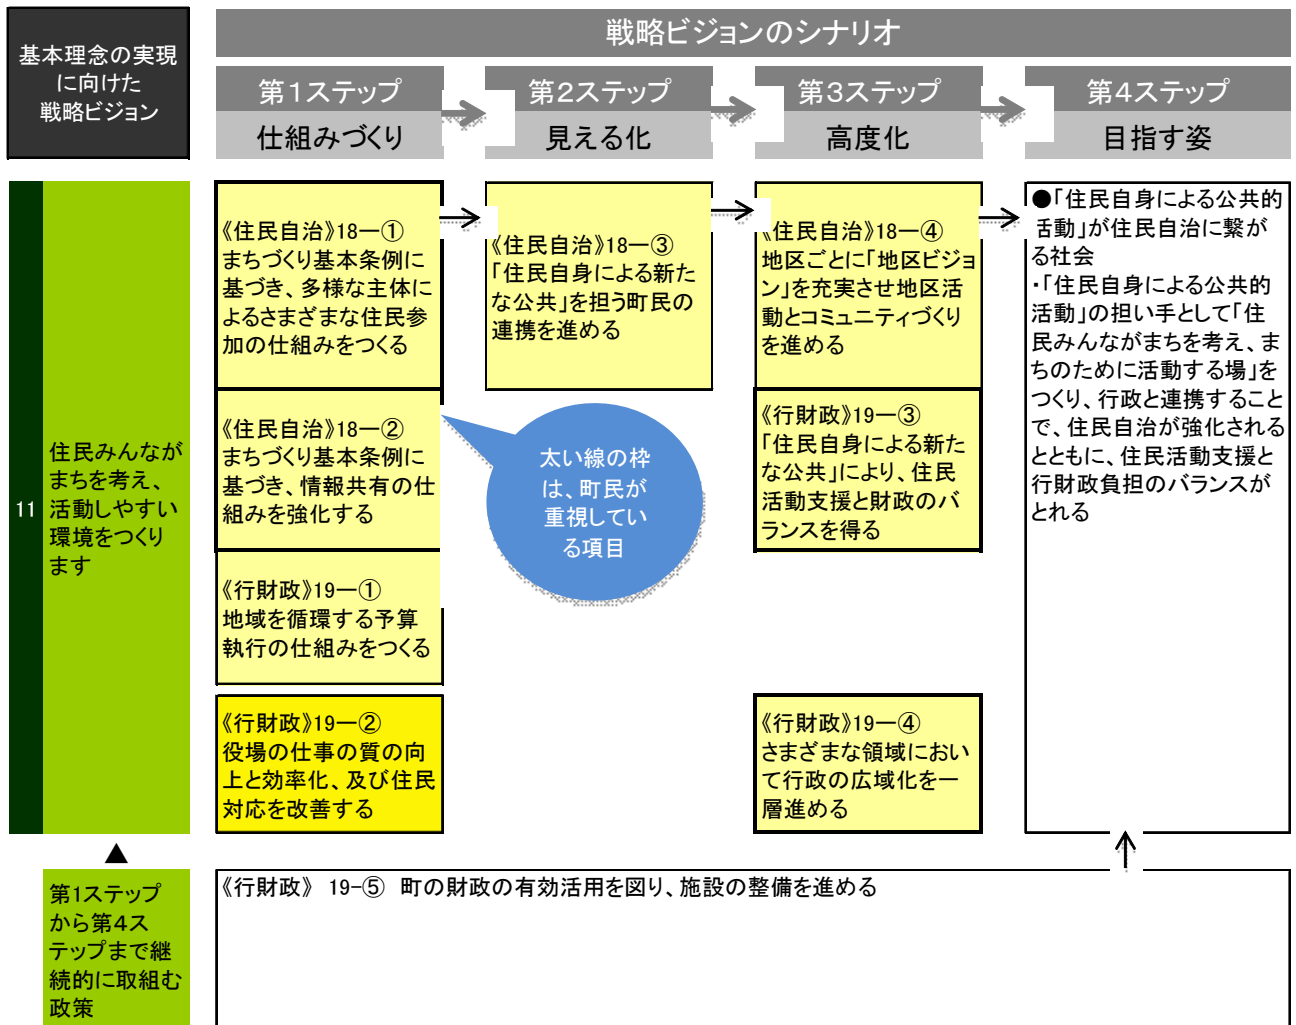 基本理念の実現
に向けた
戦略ビジョン
戦略ビジョンのシナリオ
第1ステップ
仕組みづくり
第2ステップ
見える化
第3ステップ
高度化
第4ステップ
目指す姿
11
住民みんなが
まちを考え、
活動しやすい
環境をつくり
ます
《住民自治》18―①
まちづくり基本条例に
基づき、多様な主体に
よるさまざまな住民参
加の仕組みをつくる
《住民自治》18―②
まちづくり基本条例に
基づき、情報共有の仕
組みを強化する
《行財政》19―①
地域を循環する予算
執行の仕組みをつくる
《行財政》19―②
役場の仕事の質の向
上と効率化、及び住民
対応を改善する
《住民自治》18―③
「住民自身による新た
な公共」を担う町民の
連携を進める
太い線の枠
は、町民が
重視してい
る項目
《住民自治》18―④
地区ごとに「地区ビジョ
ン」を充実させ地区活
動とコミュニティづくり
を進める
《行財政》19―③
「住民自身による新た
な公共」により、住民
活動支援と財政のバ
ランスを得る
《行財政》19―④
さまざまな領域におい
て行政の広域化を一
層進める
●「住民自身による公共的
活動」が住民自治に繋が
る社会
・「住民自身による公共的
活動」の担い手として「住
民みんながまちを考え、ま
ちのために活動する場」を
つくり、行政と連携すること
で、住民自治が強化される
とともに、住民活動支援と
行財政負担のバランスが
とれる
▲
第1ステップ
から第4ス
テップまで継
続的に取組む
政策
《行財政》 19-⑤ 町の財政の有効活用を図り、施設の整備を進める